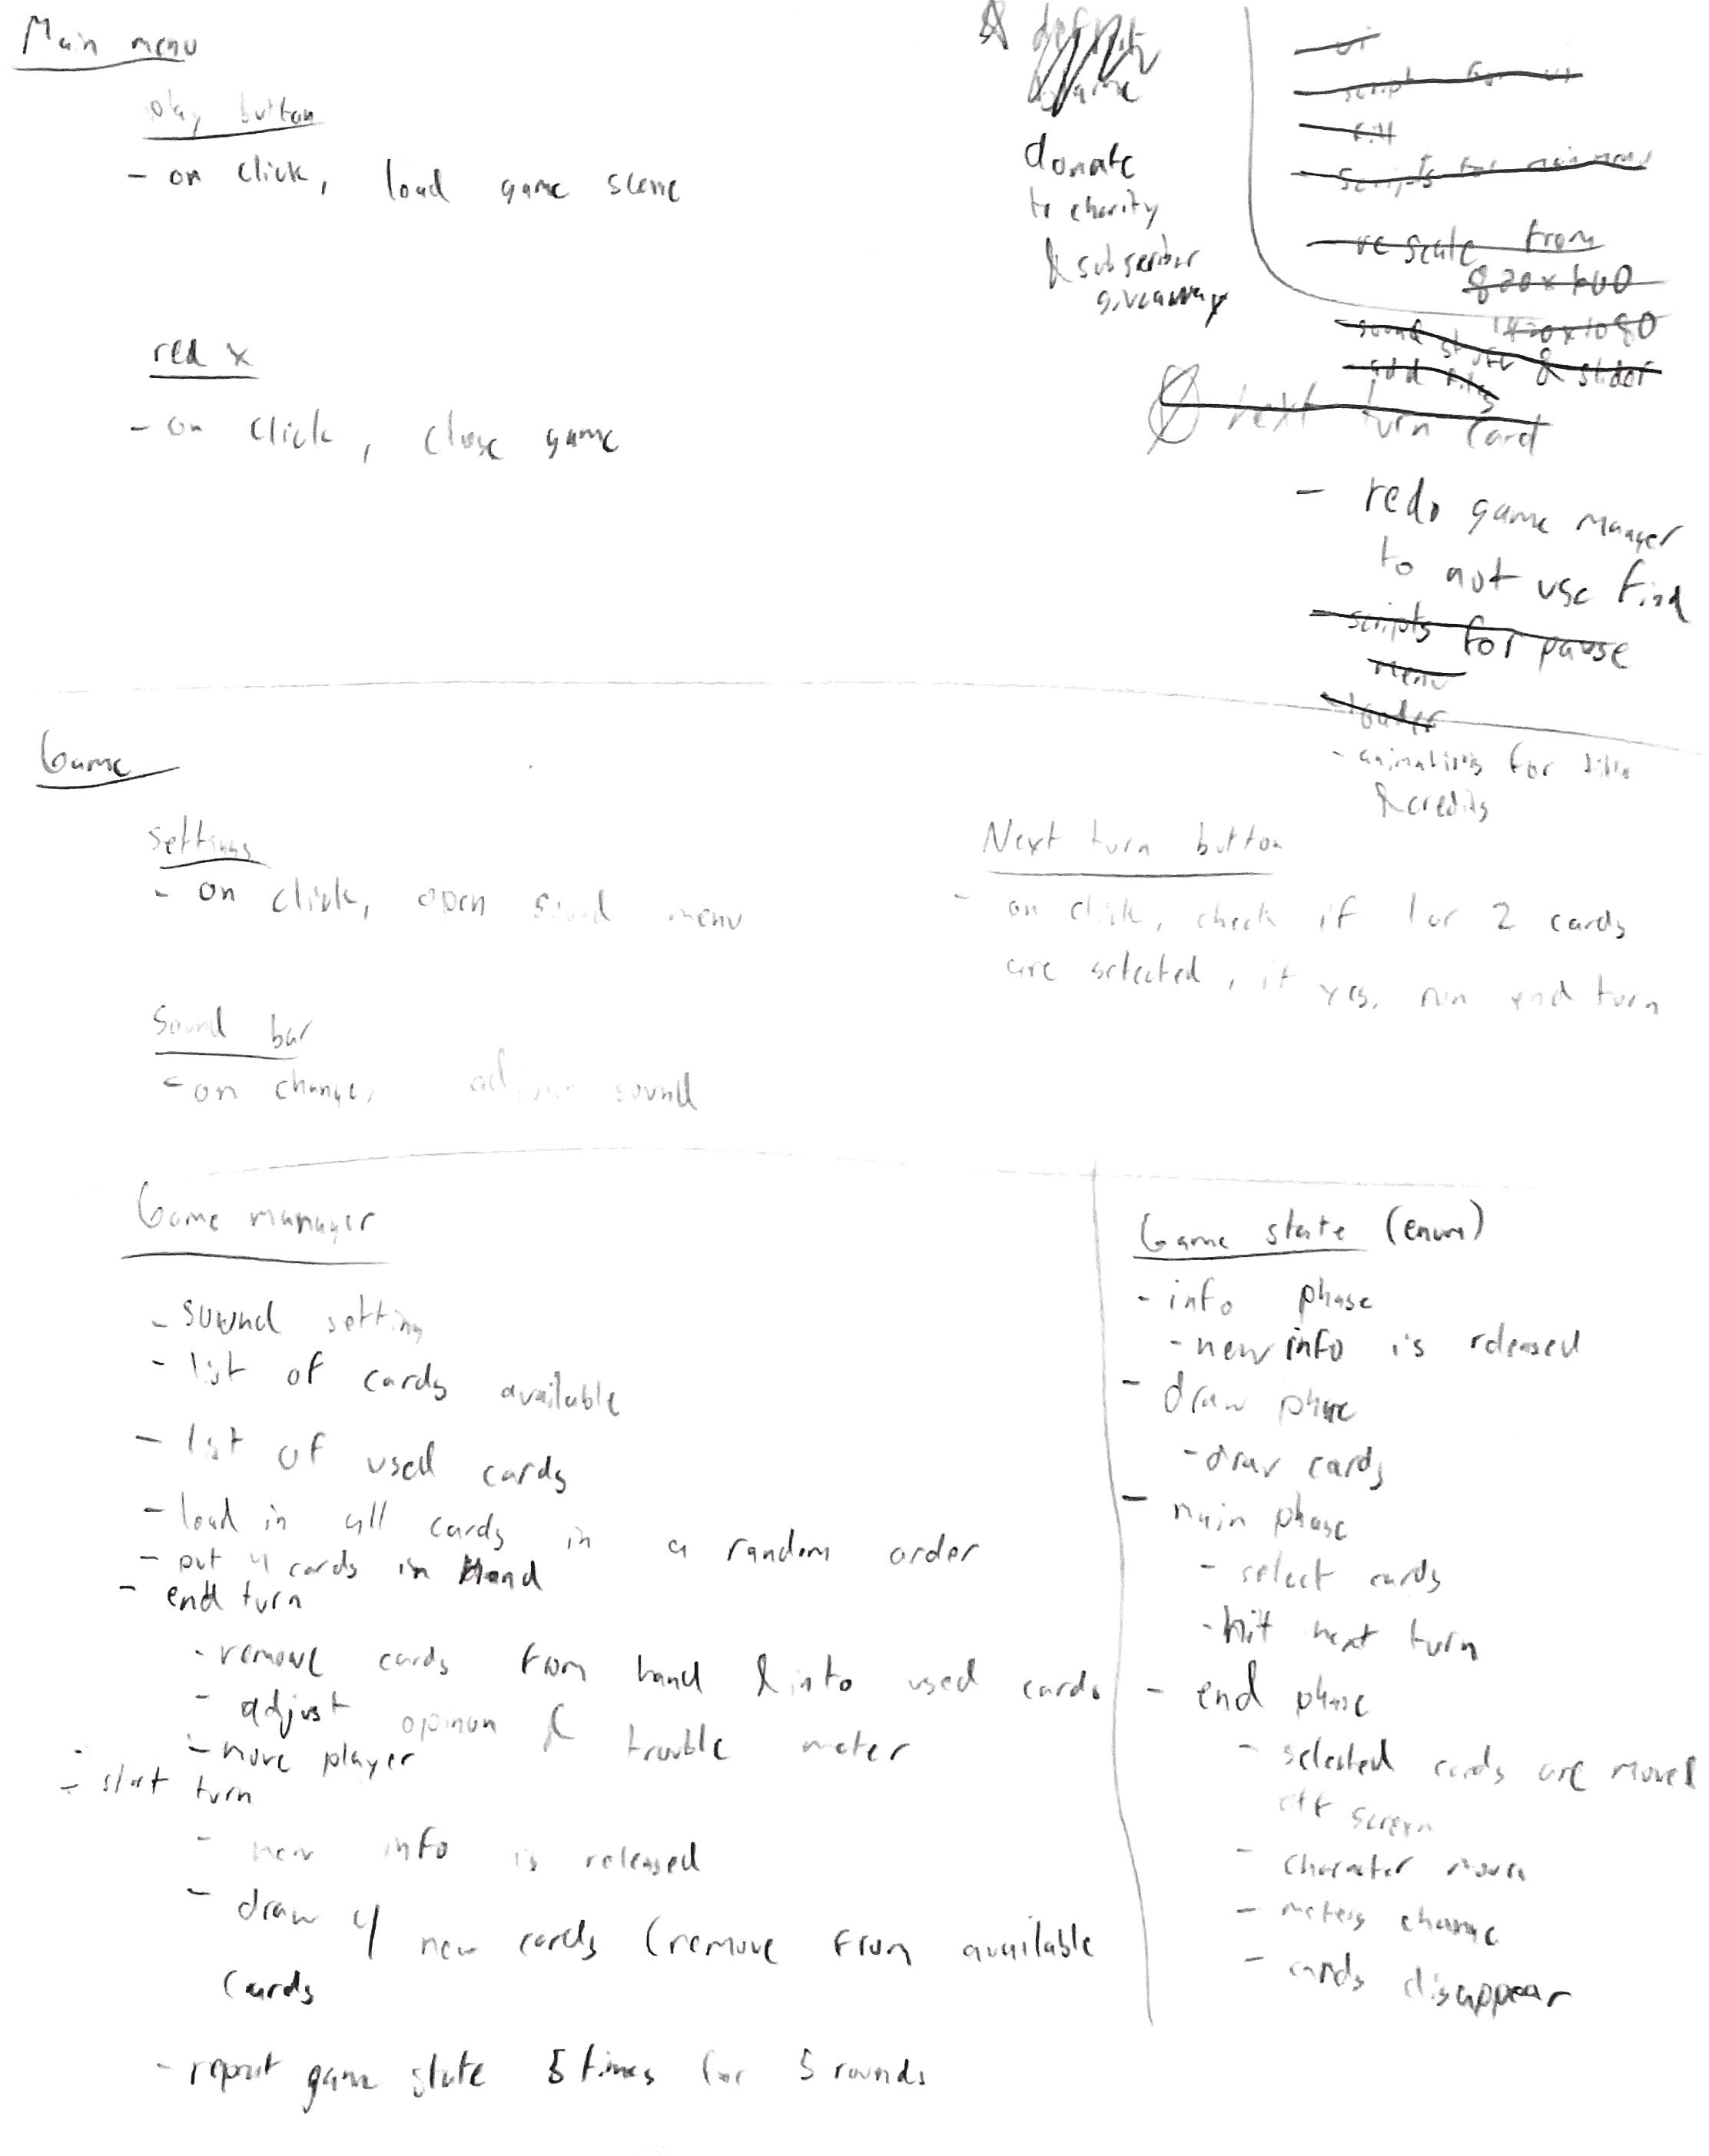 Main menu
play button
- on click, load game scene
red x
- on click, close game
donate
to charity
& subscriber
giveaway
- ui
- script for ui
- scripts for main menu
- re scale from
1920x1080
& slider
next turn card
- redo game manager
to not use find
- scripts for pause
menu
- loader
- animations for title
& credits
Game
settings
- on click, open sound menu
Sound bar
- on change, adjust sound
Next turn button
- on click, check if 1 or 2 cards
are selected, if yes, run end turn
Game manager
- sound setting
- list of cards available
- list of used cards
- load in all cards in a random order
- put 4 cards in hand
- end turn
- remove cards from hand & into used cards
- adjust opinion & trouble meter
- move player
- start turn
- new info is released
- draw 4 new cards (remove from available
cards
- repeat game state 5 times for 5 rounds
Game state (enum)
- info phase
- new info is released
- draw phase
- draw cards
- main phase
- select cards
- hit next turn
- end phase
- selected cards are moved
off screen
- character moves
- meters change
- cards disappear